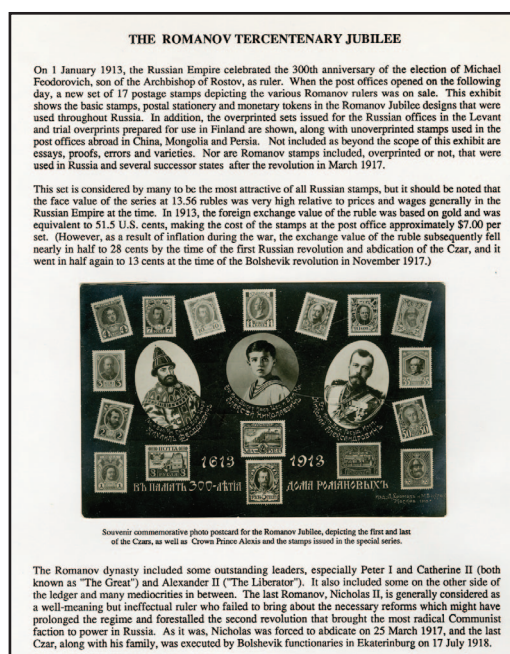 THE ROMANOV TERCENTENARY JUBILEE
On 1 January 1913, the Russian Empire celebrated the 300th anniversary of the election of Michael
Feodorovich, son of the Archbishop of Rostov, as ruler. When the post offices opened on the following
day, a new set of 17 postage stamps depicting the various Romanov rulers was on sale. This exhibit
shows the basic stamps, postal stationery and monetary tokens in the Romanov Jubilee designs that were
used throughout Russia. In addition, the overprinted sets issued for the Russian offices in the Levant
and trial overprints prepared for use in Finland are shown, along with unoverprinted stamps used in the
post offices abroad in China, Mongolia and Persia. Not included as beyond the scope of this exhibit are
essays, proofs, errors and varieties. Nor are Romanov stamps included, overprinted or not, that were
used in Russia and several successor states after the revolution in March 1917.
This set is considered by many to be the most attractive of all Russian stamps, but it should be noted that
the face value of the series at 13.56 rubles was very high relative to prices and wages generally in the
Russian Empire at the time. In 1913, the foreign exchange value of the ruble was based on gold and was
equivalent to 51.5 U.S. cents, making the cost of the stamps at the post office approximately $7.00 per
set. (However, as a result of inflation during the war, the exchange value of the ruble subsequently fell
nearly in half to 28 cents by the time of the first Russian revolution and abdication of the Czar, and it
went in half again to 13 cents at the time of the Bolshevik revolution in November 1917.)
1613 1913
ВЪ ПАМЯТЬ 300-ЛѢТІЯ ДОМА РОМАНОВЫХЪ
Souvenir commemorative photo postcard for the Romanov Jubilee, depicting the first and last
of the Czars, as well as Crown Prince Alexis and the stamps issued in the special series.
The Romanov dynasty included some outstanding leaders, especially Peter I and Catherine II (both
known as "The Great") and Alexander II ("The Liberator"). It also included some on the other side of
the ledger and many mediocrities in between. The last Romanov, Nicholas II, is generally considered as
a well-meaning but ineffectual ruler who failed to bring about the necessary reforms which might have
prolonged the regime and forestalled the second revolution that brought the most radical Communist
faction to power in Russia. As it was, Nicholas was forced to abdicate on 25 March 1917, and the last
Czar, along with his family, was executed by Bolshevik functionaries in Ekaterinburg on 17 July 1918.